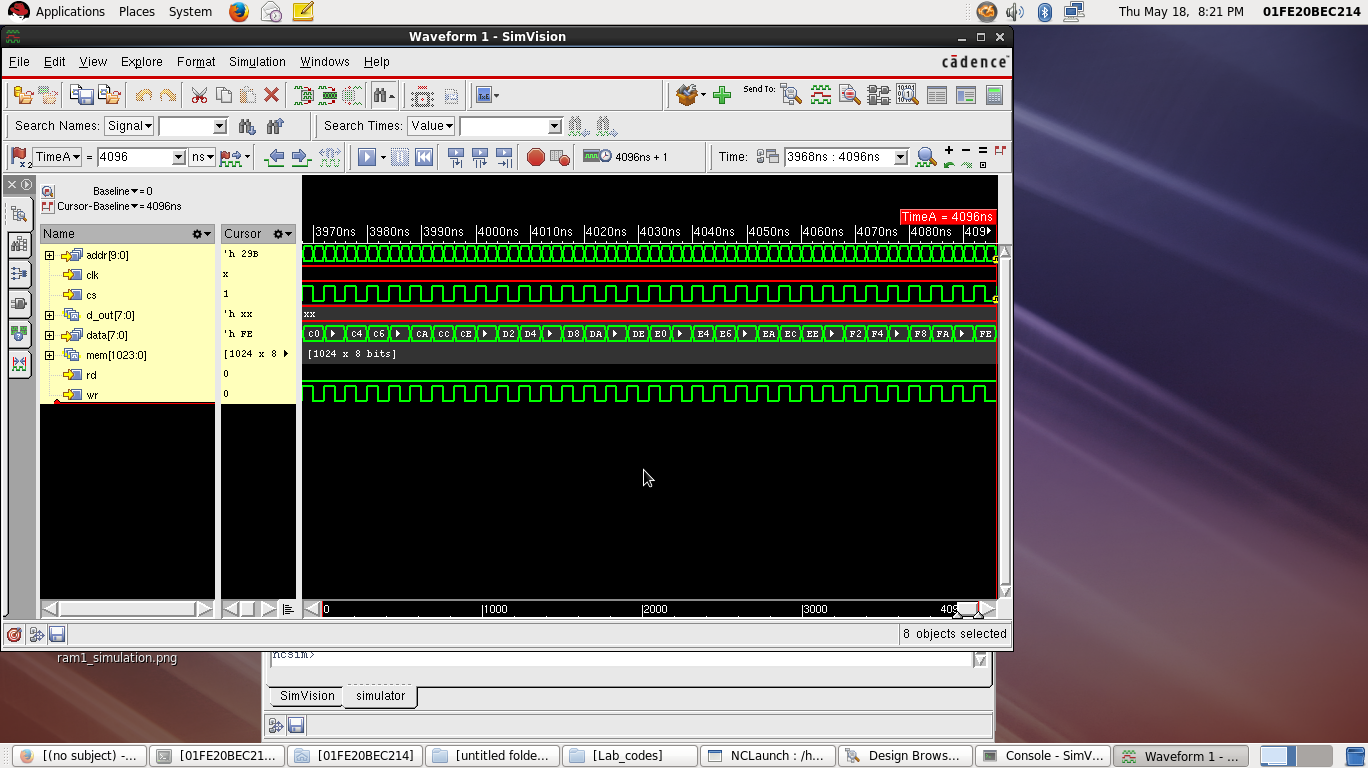 Applications Places System Thu May 18, 8:21 PM 01FE20BEC214
Waveform 1 - SimVision
File Edit View Explore Format Simulation Windows Help cādence
Send To:
Search Names: Signal Search Times: Value
x2 TimeA = 4096 ns 4096ns + 1 Time: 3968ns : 4096ns
Baseline = 0
Cursor-Baseline = 4096ns
TimeA = 4096ns
Name Cursor 3970ns 3980ns 3990ns 4000ns 4010ns 4020ns 4030ns 4040ns 4050ns 4060ns 4070ns 4080ns 409
addr[9:0] 'h 29B
clk x
cs 1
d_out[7:0] 'h xx xx
data[7:0] 'h FE C0 C4 C6 CA CC CE D2 D4 D8 DA DE E0 E4 E6 EA EC EE F2 F4 F8 FA FE
mem[1023:0] [1024 x 8 [1024 x 8 bits]
rd 0
wr 0
0 1000 2000 3000 409
8 objects selected
ram1_simulation.png
ncsim>
SimVision simulator
[(no subject) -... [01FE20BEC21... [01FE20BEC214] [untitled folde... [Lab_codes] NCLaunch : /h... Design Brows... Console - SimV... Waveform 1 - ...